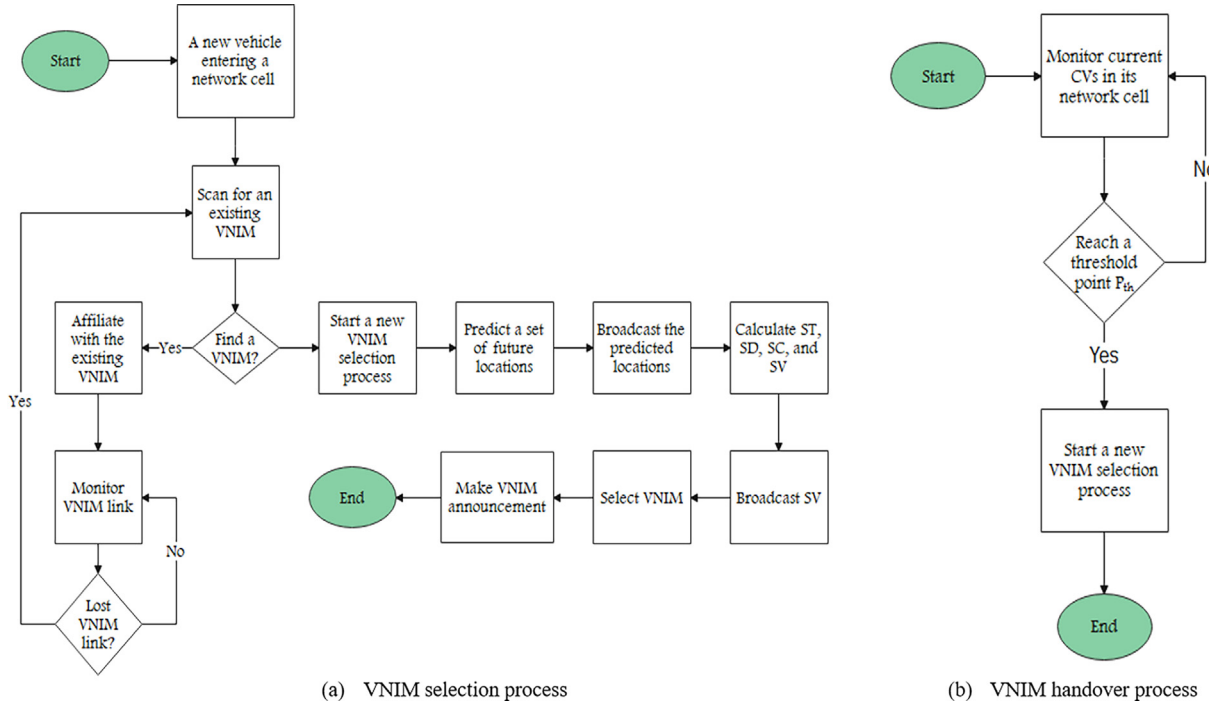 Start
A new vehicle
entering a
network cell
Scan for an
existing
VNIM
Find a
VNIM?
Yes
Affiliate
with the
existing
VNIM
Monitor
VNIM link
Lost
VNIM
link?
No
Yes
Start a new
VNIM
selection
process
Predict a set
of future
locations
Broadcast the
predicted
locations
Calculate ST,
SD, SC, and
SV
Broadcast SV
Select VNIM
Make VNIM
announcement
End
(a) VNIM selection process
Start
Monitor current
CVs in its
network cell
Reach a
threshold
point Pth
Yes
Start a new
VNIM selection
process
End
(b) VNIM handover process